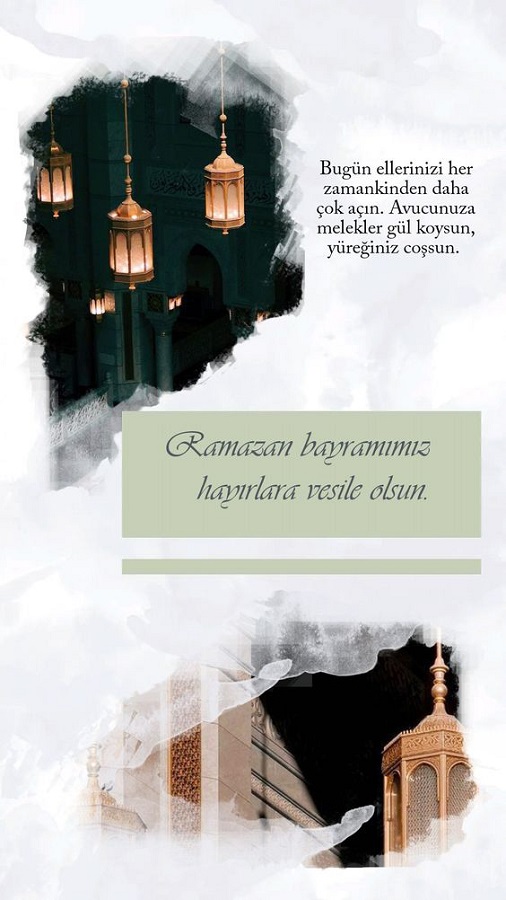 Bugün ellerinizi her
zamankinden daha
çok açın. Avucunuza
melekler gül koysun,
yüreğiniz coşsun.
Ramazan bayramımız
hayırlara vesile olsun.